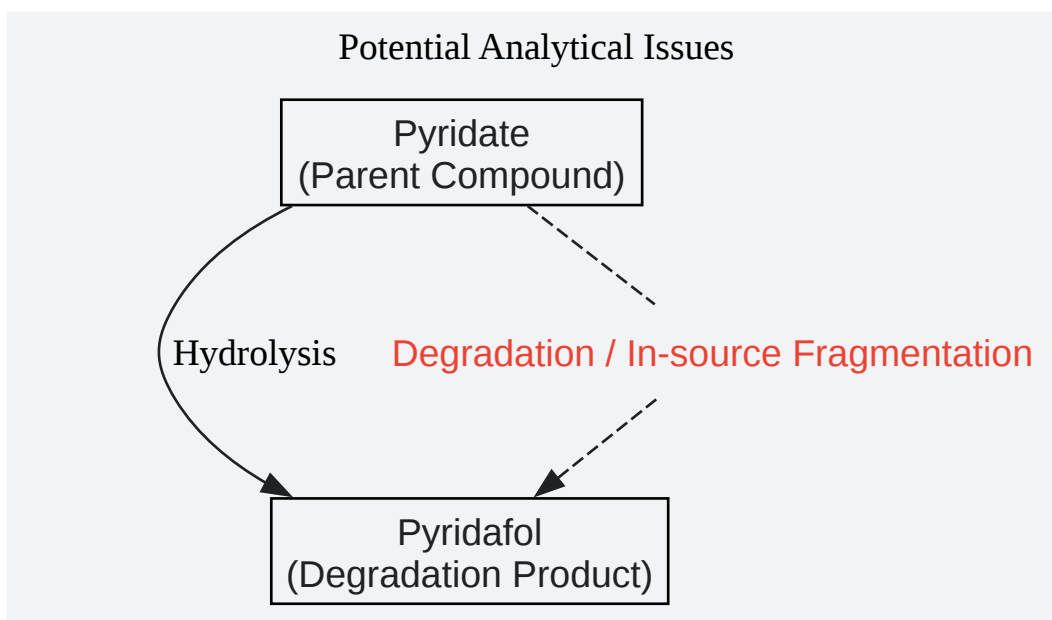 Potential Analytical Issues
Pyridate
(Parent Compound)
Hydrolysis
Degradation / In-source Fragmentation
Pyridafol
(Degradation Product)